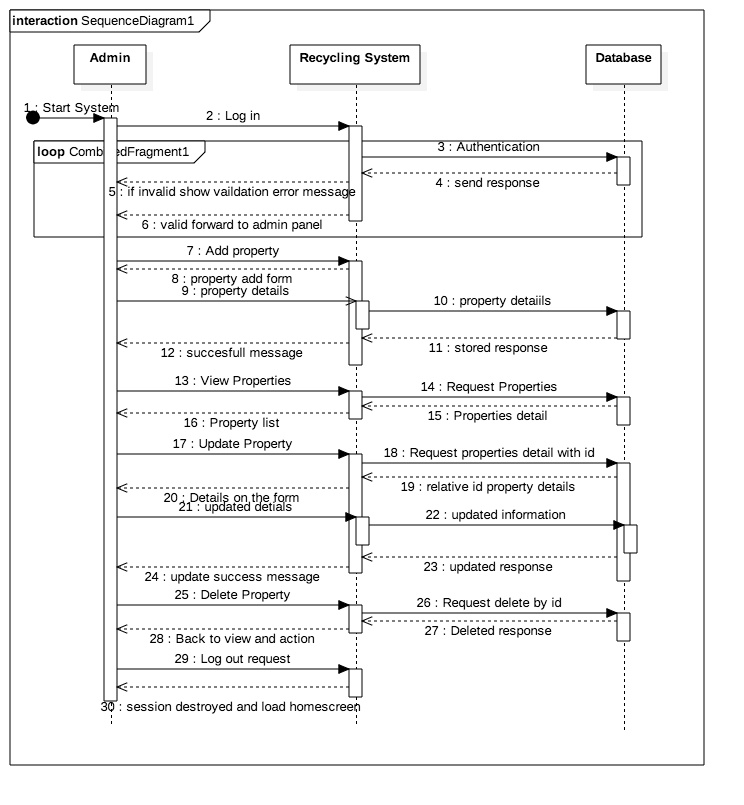 interaction SequenceDiagram1
Admin
Recycling System
Database
1 : Start System
2 : Log in
3 : Authentication
loop CombinedFragment1
4 : send response
5 : if invalid show vaildation error message
6 : valid forward to admin panel
7 : Add property
8 : property add form
9 : property details
10 : property detaiils
11 : stored response
12 : succesfull message
13 : View Properties
14 : Request Properties
15 : Properties detail
16 : Property list
17 : Update Property
18 : Request properties detail with id
19 : relative id property details
20 : Details on the form
21 : updated detials
22 : updated information
23 : updated response
24 : update success message
25 : Delete Property
26 : Request delete by id
27 : Deleted response
28 : Back to view and action
29 : Log out request
30 : session destroyed and load homescreen